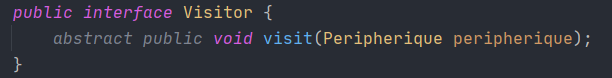 public interface Visitor {
    abstract public void visit(Peripherique peripherique);
}